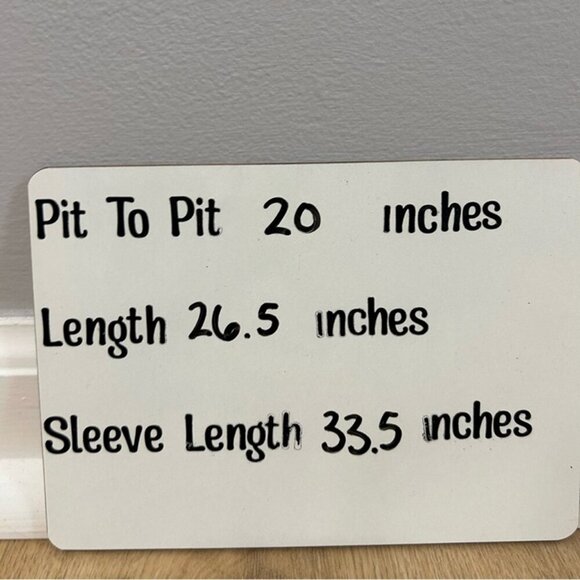 Pit To Pit 20 inches
Length 26.5 inches
Sleeve Length 33.5 inches